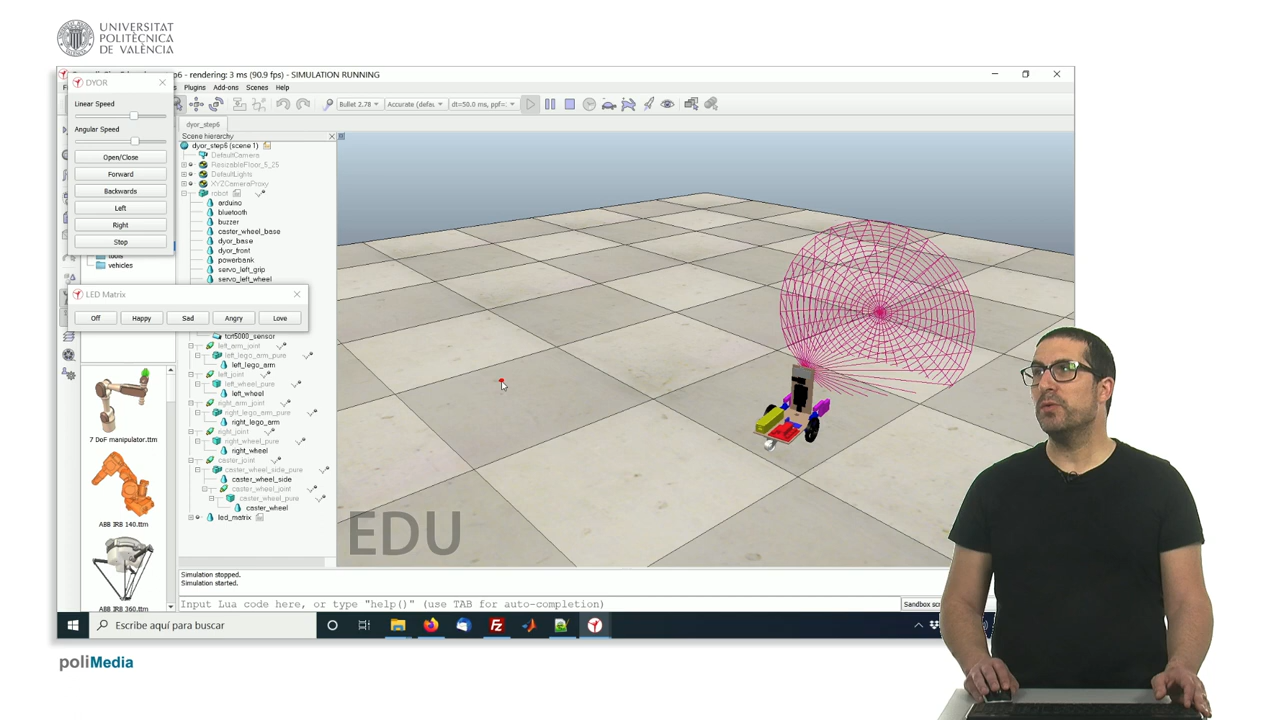 UNIVERSITAT
POLITÈCNICA
DE VALÈNCIA
step6 - rendering: 3 ms (90.9 fps) - SIMULATION RUNNING
DYOR
Plugins Add-ons Scenes Help
Linear Speed
Angular Speed
Open/Close
Forward
Backwards
Left
Right
Stop
tools
vehicles
Bullet 2.78
Accurate (defau
dt=50.0 ms, ppf=
dyor_step6
Scene hierarchy
dyor_step6 (scene 1)
DefaultCamera
ResizableFloor_5_25
DefaultLights
XYZCameraProxy
robot
arduino
bluetooth
buzzer
caster_wheel_base
dyor_base
dyor_front
powerbank
servo_left_grip
servo_left_wheel
LED Matrix
Off Happy Sad Angry Love
tcrt5000_sensor
left_arm_joint
left_lego_arm_pure
left_lego_arm
left_joint
left_wheel_pure
left_wheel
right_arm_joint
right_lego_arm_pure
right_lego_arm
right_joint
right_wheel_pure
right_wheel
caster_joint
caster_wheel_side_pure
caster_wheel_side
caster_wheel_joint
caster_wheel_pure
caster_wheel
led_matrix
7 DoF manipulator.ttm
ABB IRB 140.ttm
ABB IRB 360.ttm
EDU
Simulation stopped.
Simulation started.
Input Lua code here, or type "help()" (use TAB for auto-completion)
Sandbox scr
Escribe aquí para buscar
poliMedia